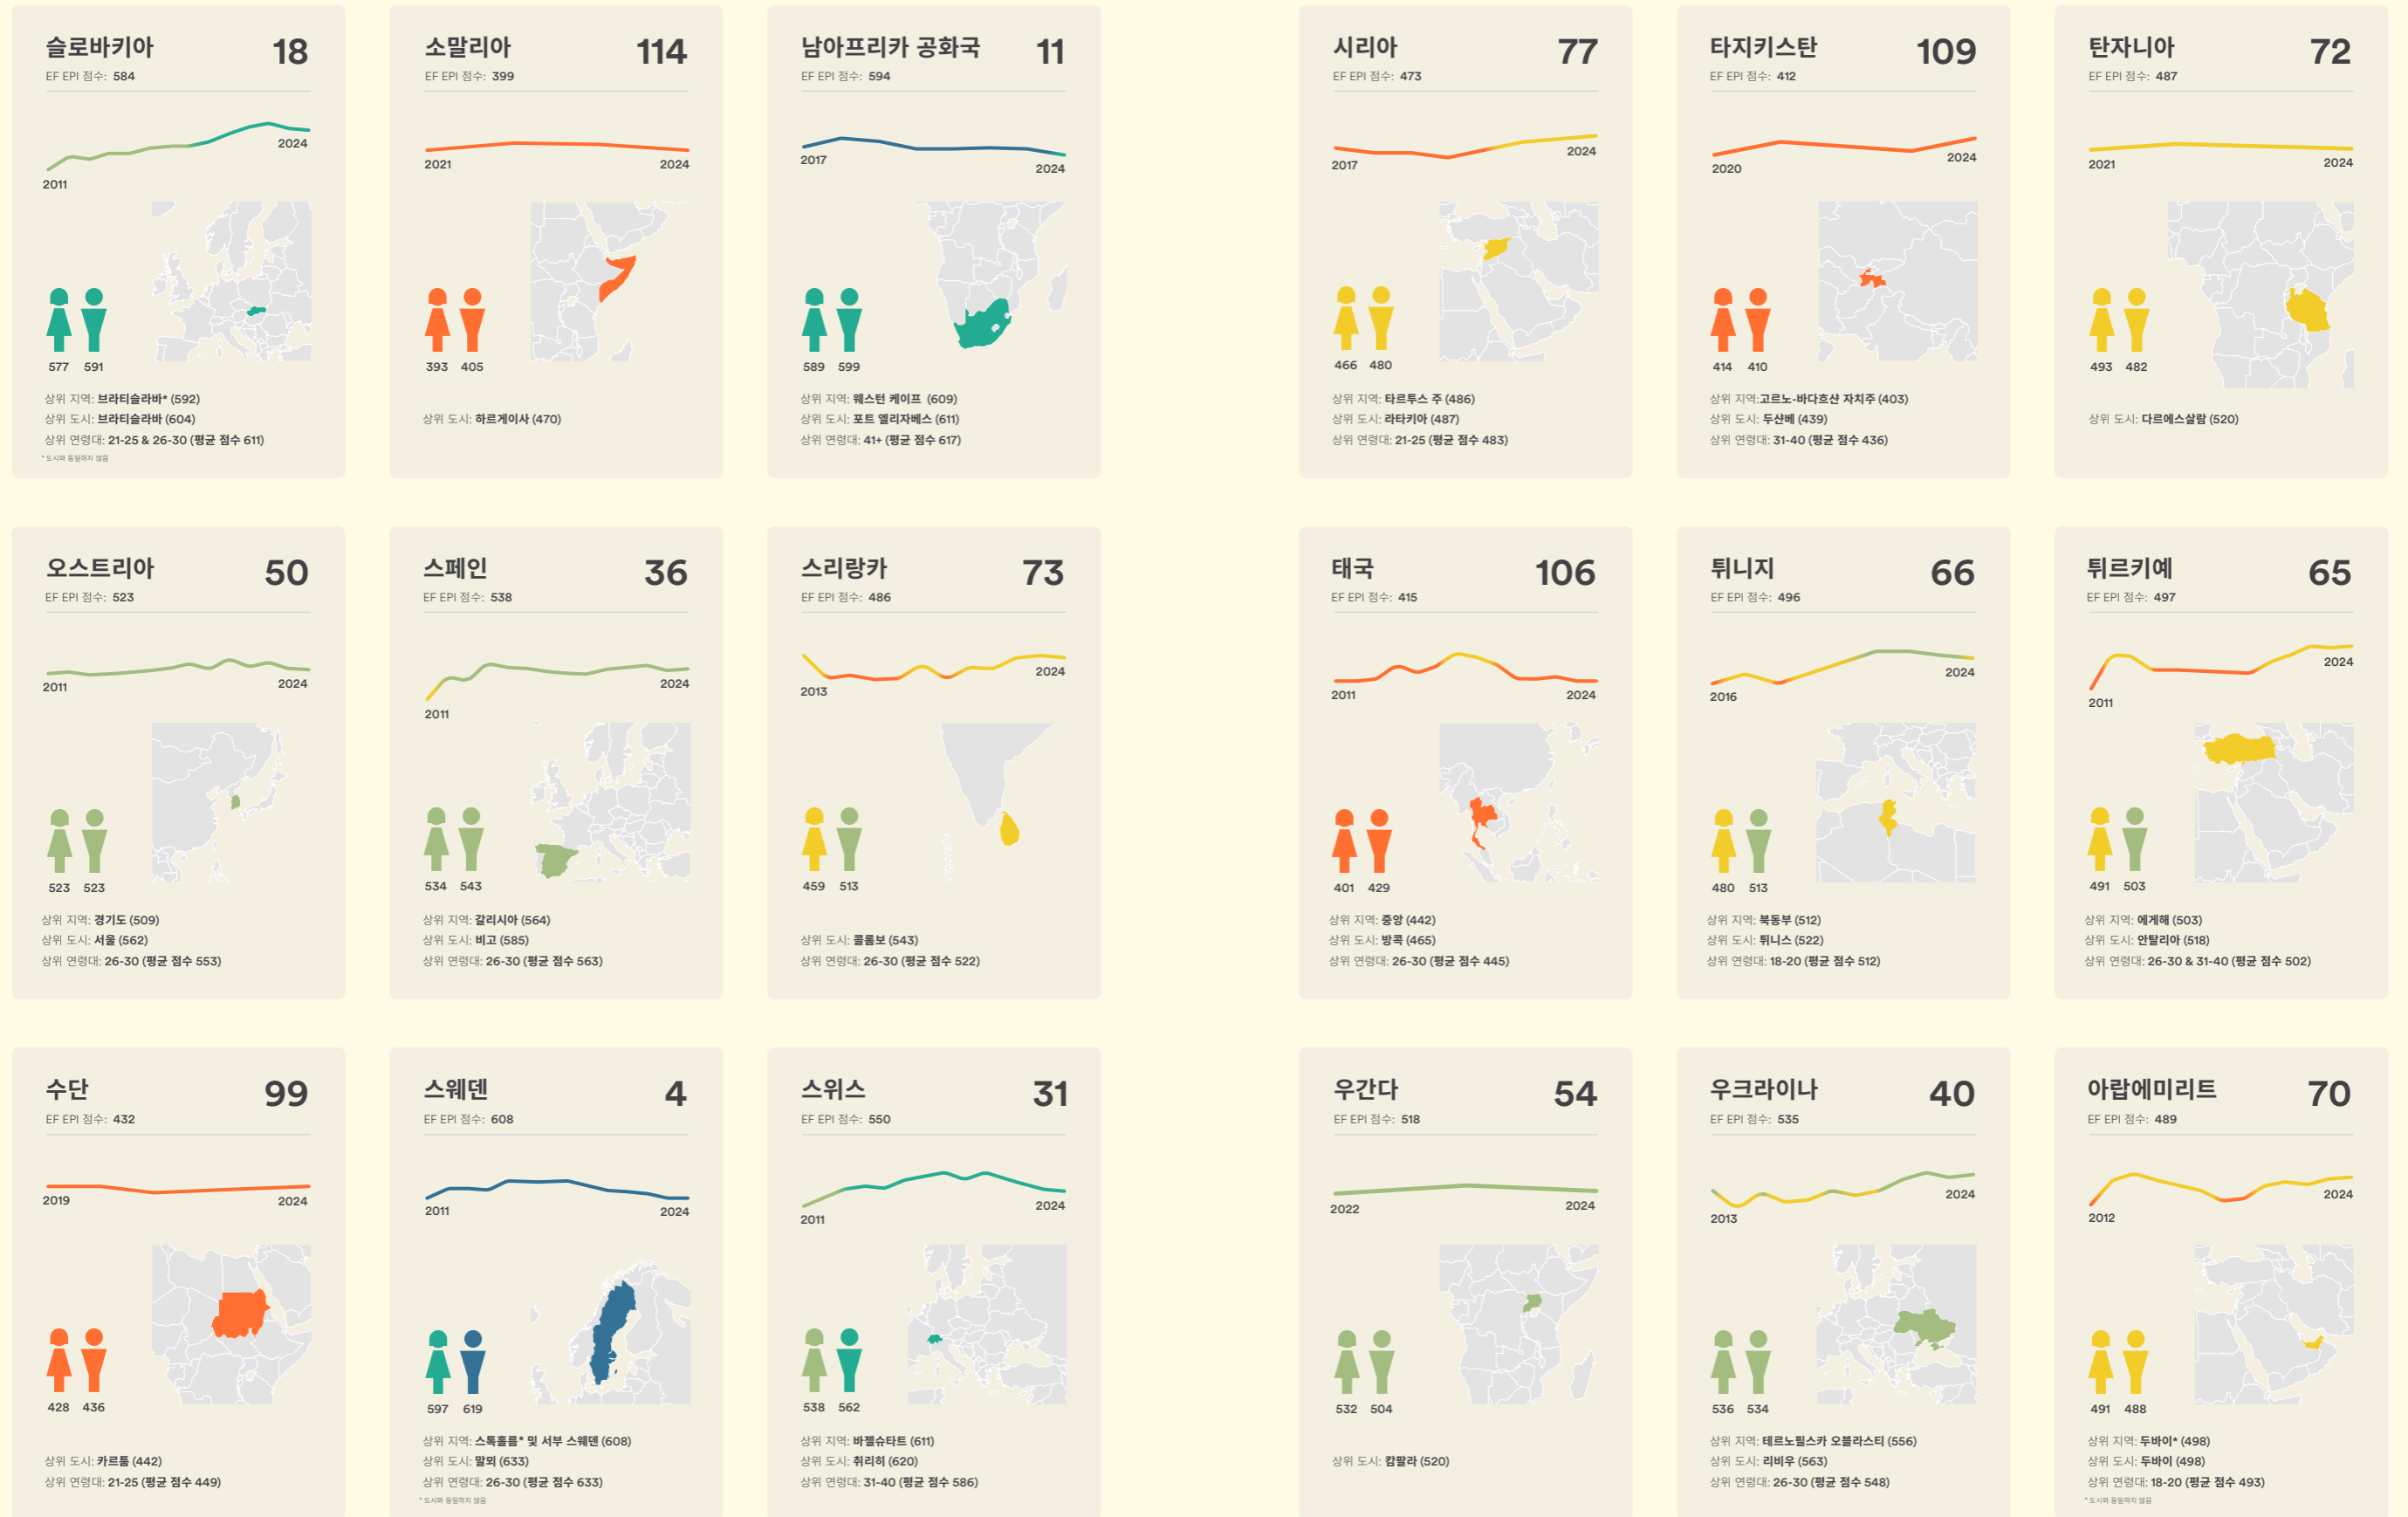 슬로바키아 18
EF EPI 점수: 584
2011
2024
577 591
상위 지역: 브라티슬라바* (592)
상위 도시: 브라티슬라바 (604)
상위 연령대: 21-25 & 26-30 (평균 점수 611)
* 도시와 동일하지 않음
소말리아 114
EF EPI 점수: 399
2021
2024
393 405
상위 도시: 하르게이사 (470)
남아프리카 공화국 11
EF EPI 점수: 594
2017
2024
589 599
상위 지역: 웨스턴 케이프 (609)
상위 도시: 포트 엘리자베스 (611)
상위 연령대: 41+ (평균 점수 617)
시리아 77
EF EPI 점수: 473
2017
2024
466 480
상위 지역: 타르투스 주 (486)
상위 도시: 라타키아 (487)
상위 연령대: 21-25 (평균 점수 483)
타지키스탄 109
EF EPI 점수: 412
2020
2024
414 410
상위 지역:고르노-바다흐샨 자치주 (403)
상위 도시: 두샨베 (439)
상위 연령대: 31-40 (평균 점수 436)
탄자니아 72
EF EPI 점수: 487
2021
2024
493 482
상위 도시: 다르에스살람 (520)
오스트리아 50
EF EPI 점수: 523
2011
2024
523 523
상위 지역: 경기도 (509)
상위 도시: 서울 (562)
상위 연령대: 26-30 (평균 점수 553)
스페인 36
EF EPI 점수: 538
2011
2024
534 543
상위 지역: 갈리시아 (564)
상위 도시: 비고 (585)
상위 연령대: 26-30 (평균 점수 563)
스리랑카 73
EF EPI 점수: 486
2013
2024
459 513
상위 도시: 콜롬보 (543)
상위 연령대: 26-30 (평균 점수 522)
태국 106
EF EPI 점수: 415
2011
2024
401 429
상위 지역: 중앙 (442)
상위 도시: 방콕 (465)
상위 연령대: 26-30 (평균 점수 445)
튀니지 66
EF EPI 점수: 496
2016
2024
480 513
상위 지역: 북동부 (512)
상위 도시: 튀니스 (522)
상위 연령대: 18-20 (평균 점수 512)
튀르키예 65
EF EPI 점수: 497
2011
2024
491 503
상위 지역: 에게해 (503)
상위 도시: 안탈리아 (518)
상위 연령대: 26-30 & 31-40 (평균 점수 502)
수단 99
EF EPI 점수: 432
2019
2024
428 436
상위 도시: 카르툼 (442)
상위 연령대: 21-25 (평균 점수 449)
스웨덴 4
EF EPI 점수: 608
2011
2024
597 619
상위 지역: 스톡홀름* 및 서부 스웨덴 (608)
상위 도시: 말뫼 (633)
상위 연령대: 26-30 (평균 점수 633)
* 도시와 동일하지 않음
스위스 31
EF EPI 점수: 550
2011
2024
538 562
상위 지역: 바젤슈타트 (611)
상위 도시: 취리히 (620)
상위 연령대: 31-40 (평균 점수 586)
우간다 54
EF EPI 점수: 518
2022
2024
532 504
상위 도시: 캄팔라 (520)
우크라이나 40
EF EPI 점수: 535
2013
2024
536 534
상위 지역: 테르노필스카 오블라스티 (556)
상위 도시: 리비우 (563)
상위 연령대: 26-30 (평균 점수 548)
아랍에미리트 70
EF EPI 점수: 489
2012
2024
491 488
상위 지역: 두바이* (498)
상위 도시: 두바이 (498)
상위 연령대: 18-20 (평균 점수 493)
* 도시와 동일하지 않음